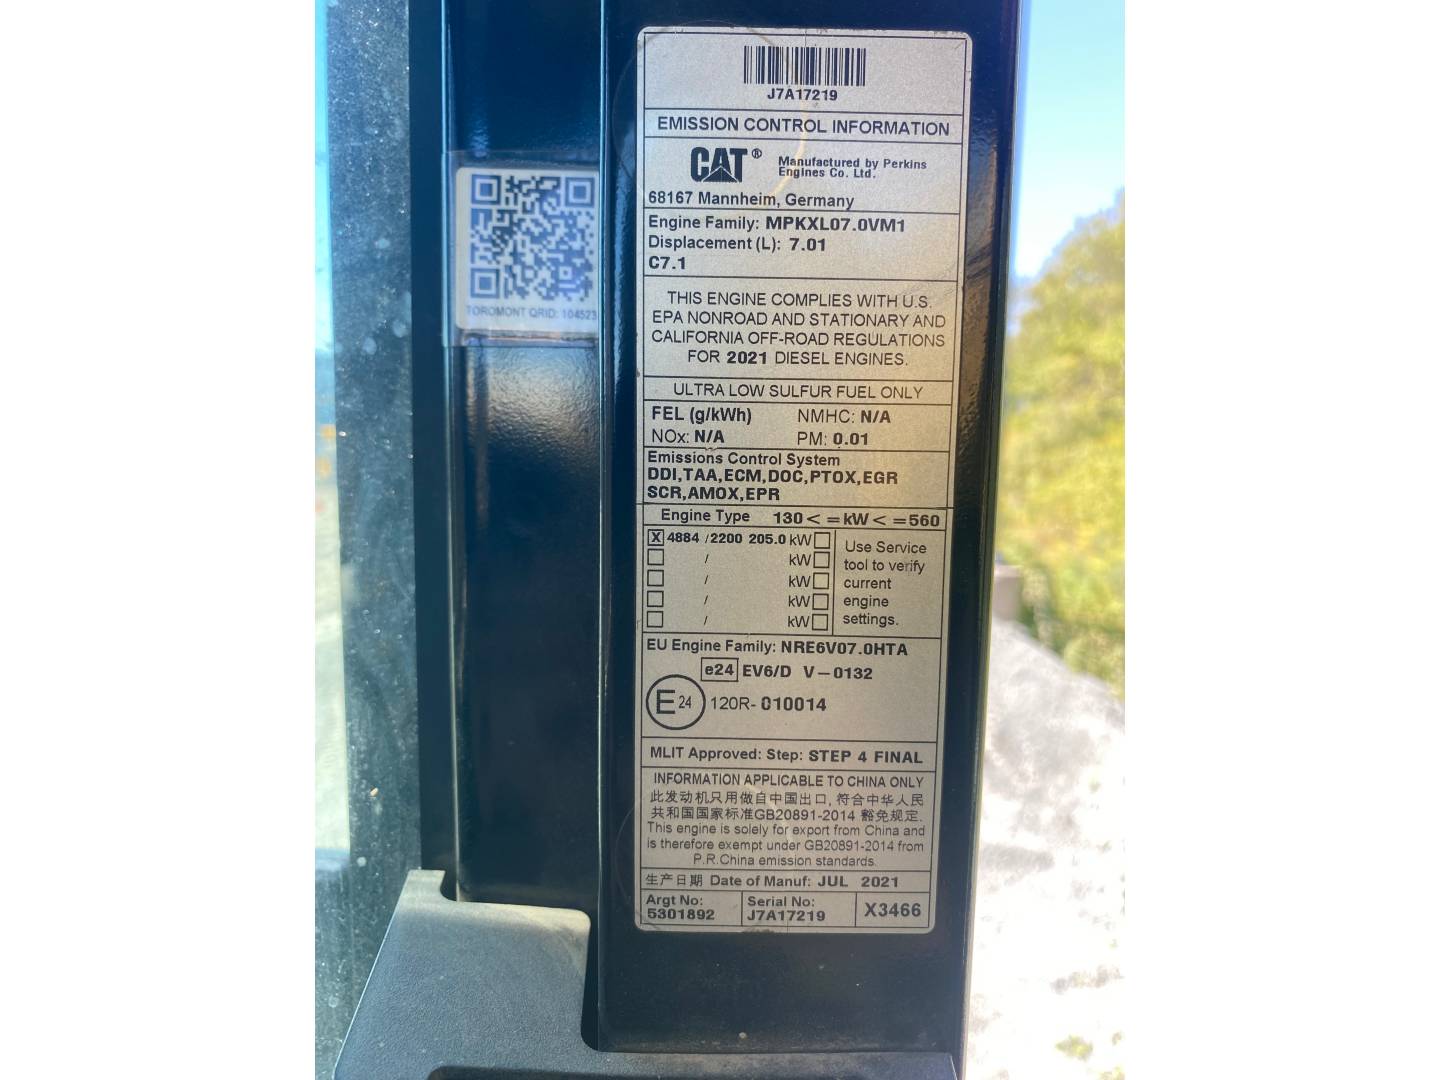 J7A17219
EMISSION CONTROL INFORMATION
CAT® Manufactured by Perkins
Engines Co. Ltd.
68167 Mannheim, Germany
Engine Family: MPKXL07.0VM1
Displacement (L): 7.01
C7.1
THIS ENGINE COMPLIES WITH U.S.
EPA NONROAD AND STATIONARY AND
CALIFORNIA OFF-ROAD REGULATIONS
FOR 2021 DIESEL ENGINES.
ULTRA LOW SULFUR FUEL ONLY
FEL (g/kWh) NMHC: N/A
NOx: N/A PM: 0.01
Emissions Control System
DDI,TAA,ECM,DOC,PTOX,EGR
SCR,AMOX,EPR
Engine Type 130< =kW< =560
X 4884 /2200 205.0 kW
/ kW
/ kW
/ kW
/ kW
Use Service
tool to verify
current
engine
settings.
EU Engine Family: NRE6V07.0HTA
e24 EV6/D V-0132
E24 120R- 010014
MLIT Approved: Step: STEP 4 FINAL
INFORMATION APPLICABLE TO CHINA ONLY
此发动机只用做自中国出口, 符合中华人民
共和国国家标准GB20891-2014 豁免规定.
This engine is solely for export from China and
is therefore exempt under GB20891-2014 from
P.R.China emission standards.
生产日期 Date of Manuf: JUL 2021
Argt No:
5301892
Serial No:
J7A17219
X3466
TOROMONT QRID: 104523